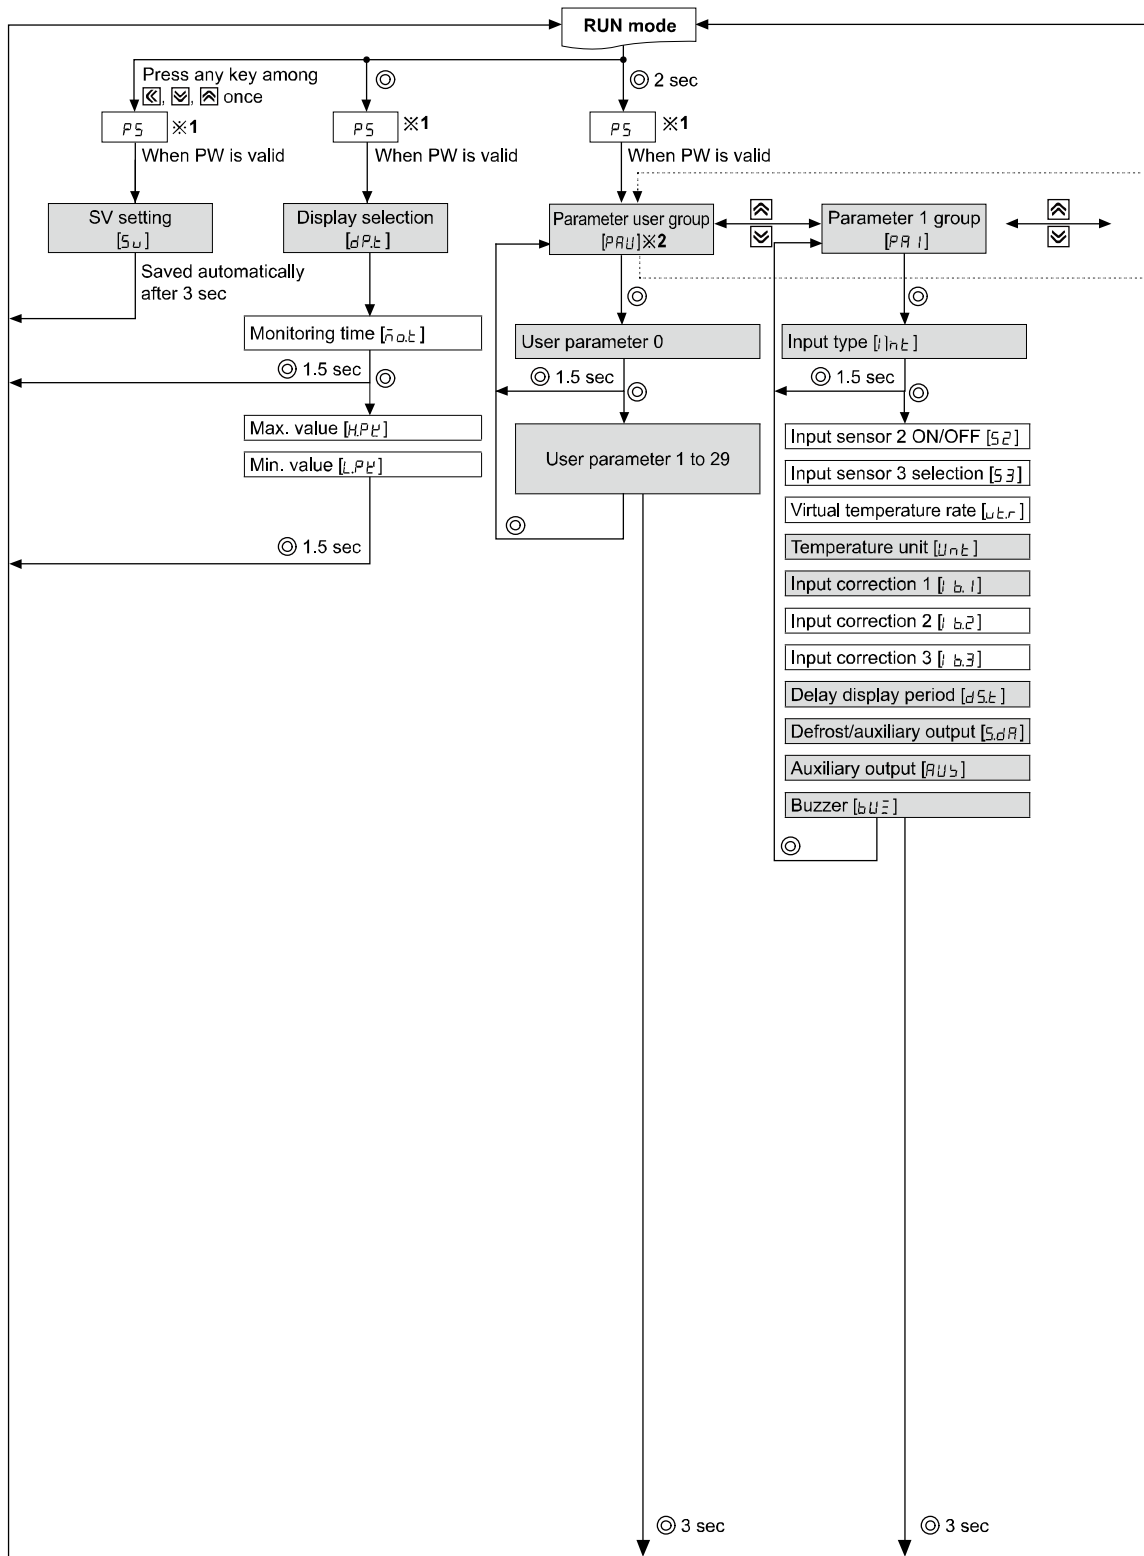 RUN mode
Press any key among
, , once
◎
◎ 2 sec
PS ※1
PS ※1
PS ※1
When PW is valid
When PW is valid
When PW is valid
SV setting
[Sv]
Display selection
[dP.t]
Parameter user group
[PAU]※2
Parameter 1 group
[PA1]
Saved automatically
after 3 sec
◎
◎
Monitoring time [mo.t]
User parameter 0
Input type [Int]
◎ 1.5 sec ◎
◎ 1.5 sec ◎
◎ 1.5 sec ◎
Max. value [H.PK]
Min. value [L.PK]
◎ 1.5 sec
User parameter 1 to 29
◎
Input sensor 2 ON/OFF [S2]
Input sensor 3 selection [S3]
Virtual temperature rate [vt.r]
Temperature unit [Unt]
Input correction 1 [Ib.1]
Input correction 2 [Ib.2]
Input correction 3 [Ib.3]
Delay display period [dS.t]
Defrost/auxiliary output [S.dA]
Auxiliary output
Buzzer [bUZ]
◎
◎ 3 sec
◎ 3 sec